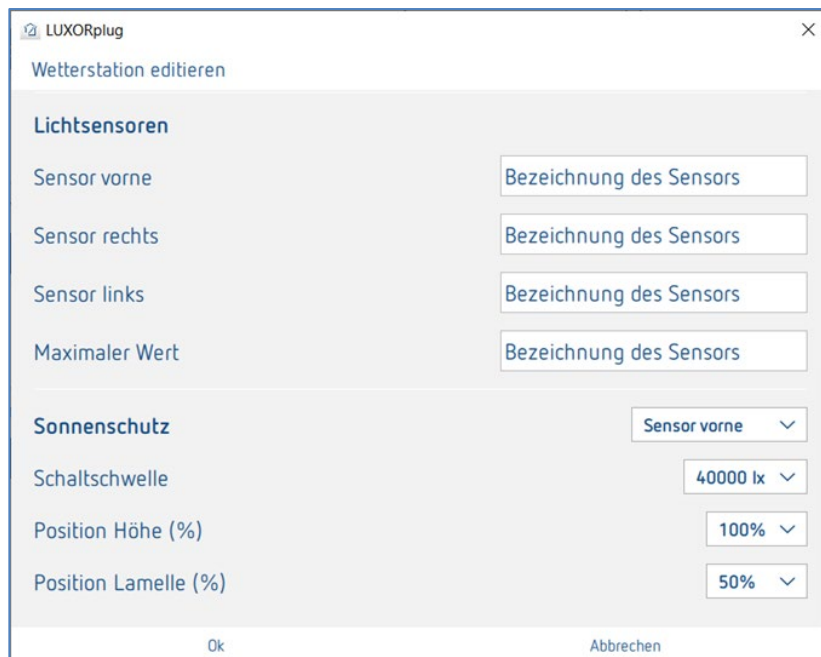 LUXORplug
Wetterstation editieren
Lichtsensoren
Sensor vorne Bezeichnung des Sensors
Sensor rechts Bezeichnung des Sensors
Sensor links Bezeichnung des Sensors
Maximaler Wert Bezeichnung des Sensors
Sonnenschutz Sensor vorne
Schaltschwelle 40000 lx
Position Höhe (%) 100%
Position Lamelle (%) 50%
Ok Abbrechen